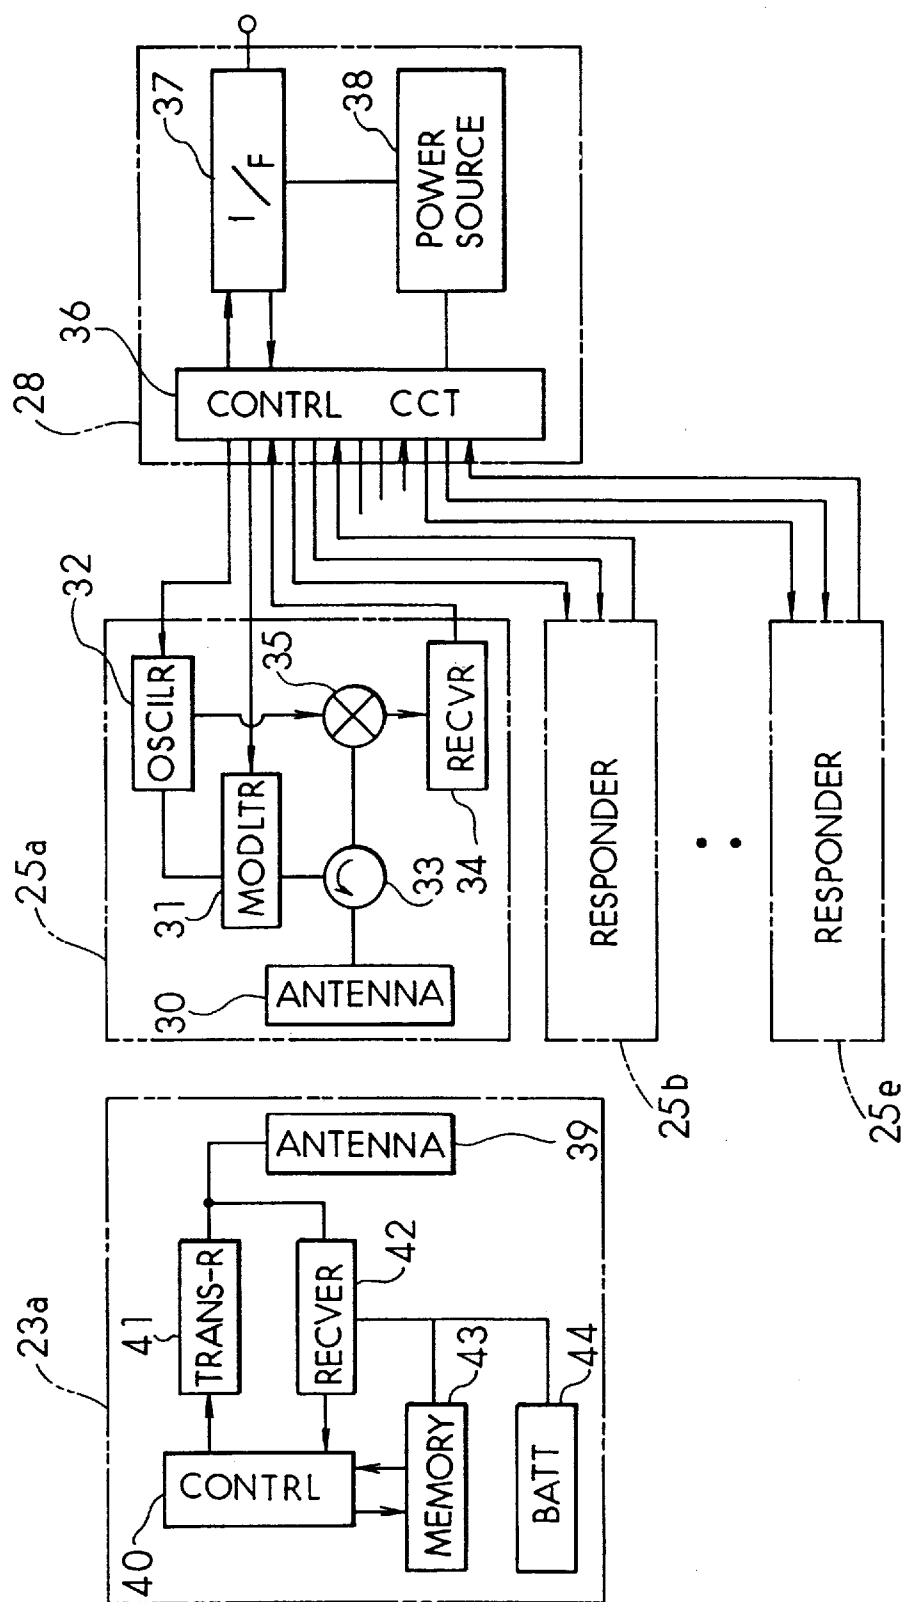 23a
40
CONTRL
41
TRANS-R
RECVER
42
MEMORY
43
BATT
44
ANTENNA
39
25a
30
ANTENNA
31
MODLTR
OSCILR
32
33
35
34
RECVR
25b
RESPONDER
25e
RESPONDER
28
36
CONTRL CCT
37
I/F
38
POWER
SOURCE